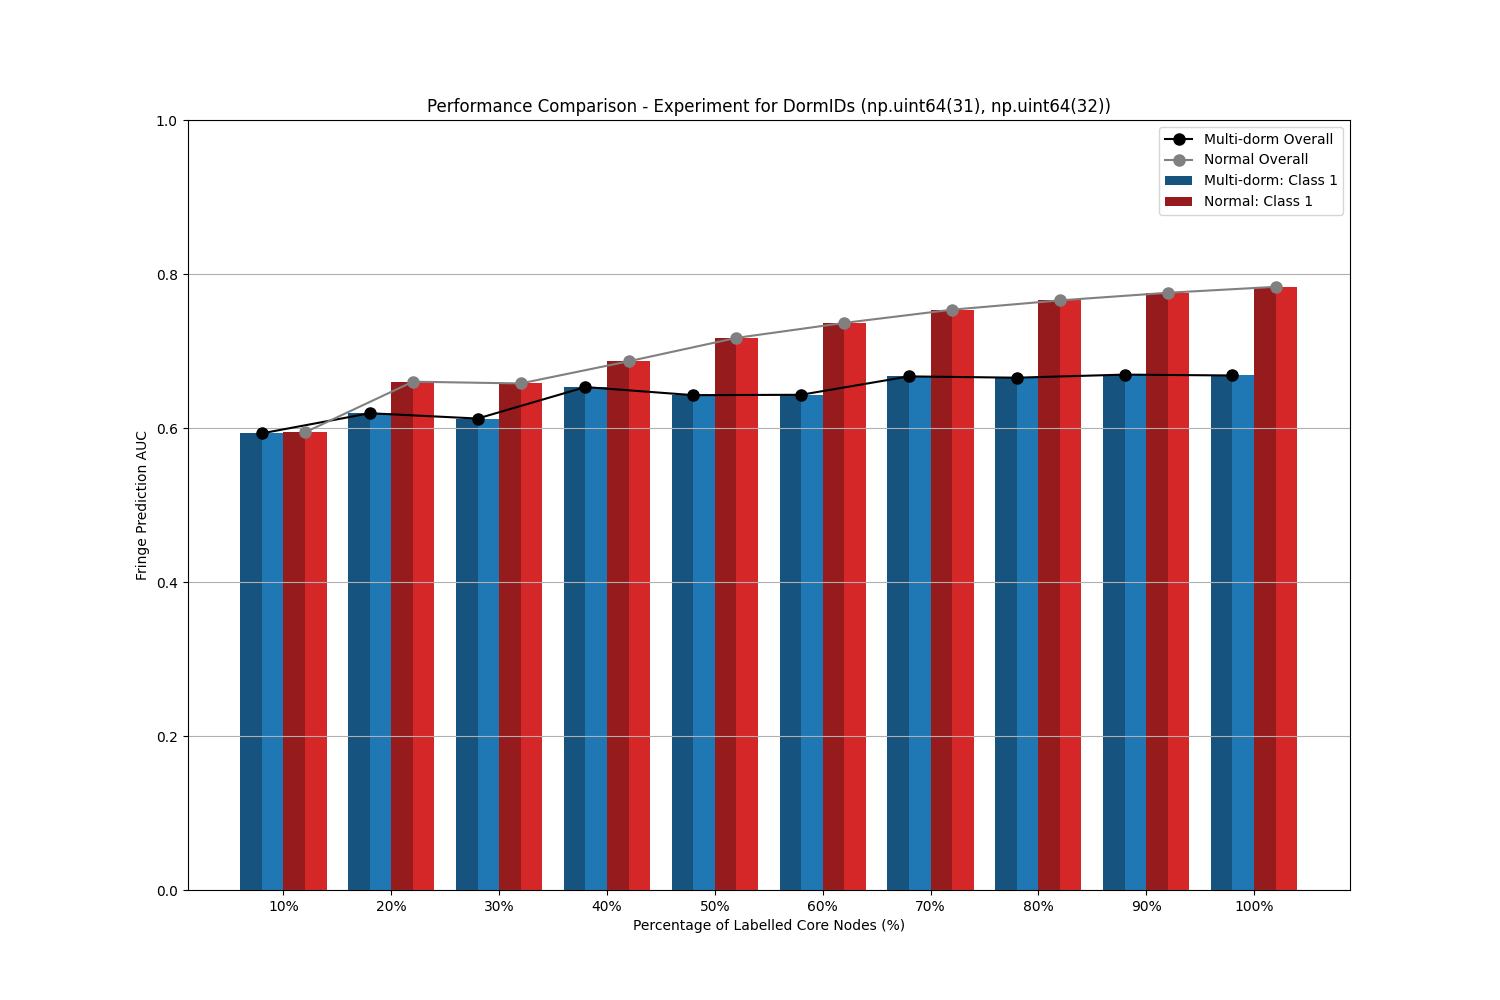 Performance Comparison - Experiment for DormIDs (np.uint64(31), np.uint64(32))
1.0
0.8
0.6
0.4
0.2
0.0
Fringe Prediction AUC
Multi-dorm Overall
Normal Overall
Multi-dorm: Class 1
Normal: Class 1
10% 20% 30% 40% 50% 60% 70% 80% 90% 100%
Percentage of Labelled Core Nodes (%)